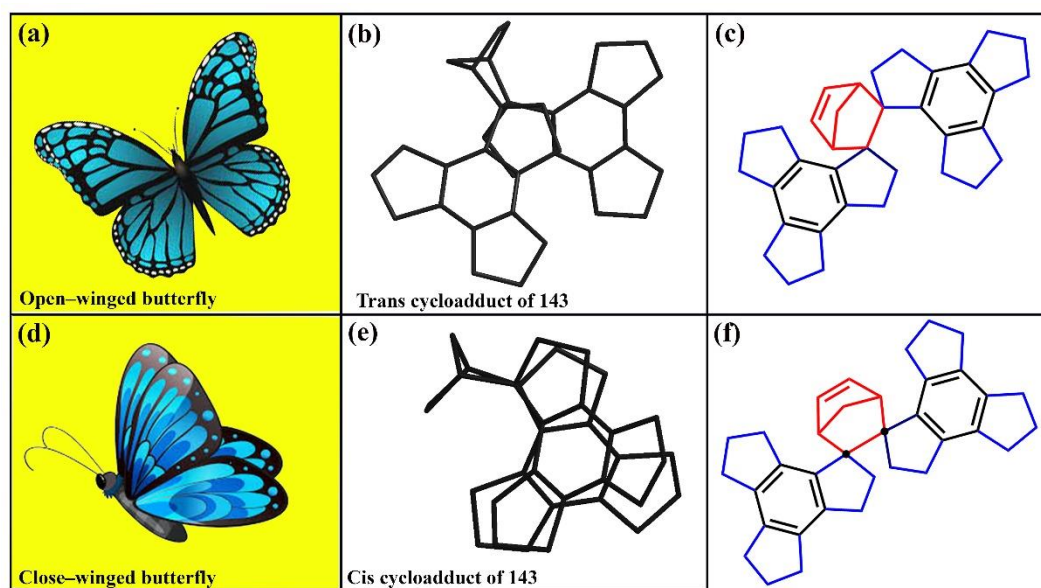 (a)
Open–winged butterfly
(b)
Trans cycloadduct of 143
(c)
(d)
Close–winged butterfly
(e)
Cis cycloadduct of 143
(f)